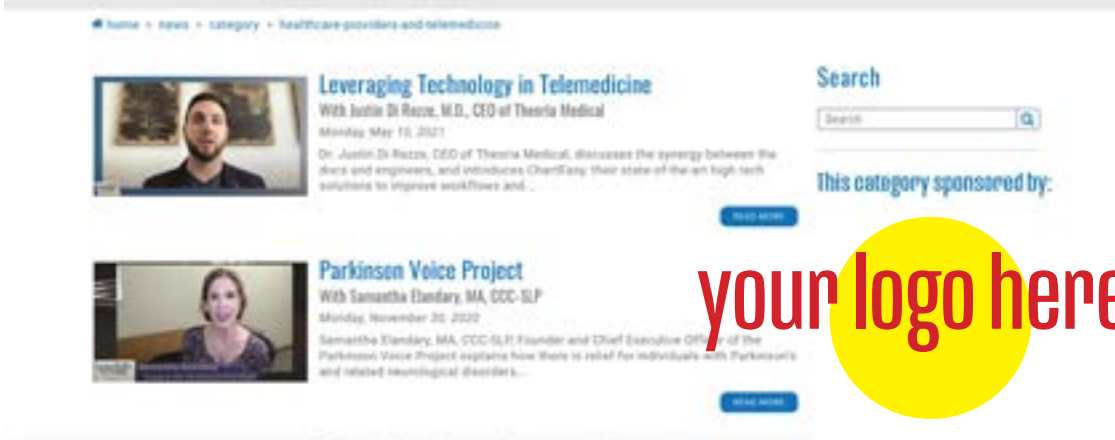 home • news • category • healthcare-providers-and-telemedicine
Leveraging Technology in Telemedicine
With Justin Di Rezze, M.D., CEO of Theoria Medical
Monday, May 10, 2021
Dr. Justin Di Rezze, CEO of Theoria Medical, discusses the synergy between the
docs and engineers, and introduces ChartEasy, their state-of-the-art high tech
solutions to improve workflows and...
READ MORE
Parkinson Voice Project
With Samantha Elandary, MA, CCC-SLP
Monday, November 30, 2020
Samantha Elandary, MA, CCC-SLP, Founder and Chief Executive Officer of the
Parkinson Voice Project explains how there is relief for individuals with Parkinson's
and related neurological disorders...
READ MORE
Search
Search
This category sponsored by:
your logo here